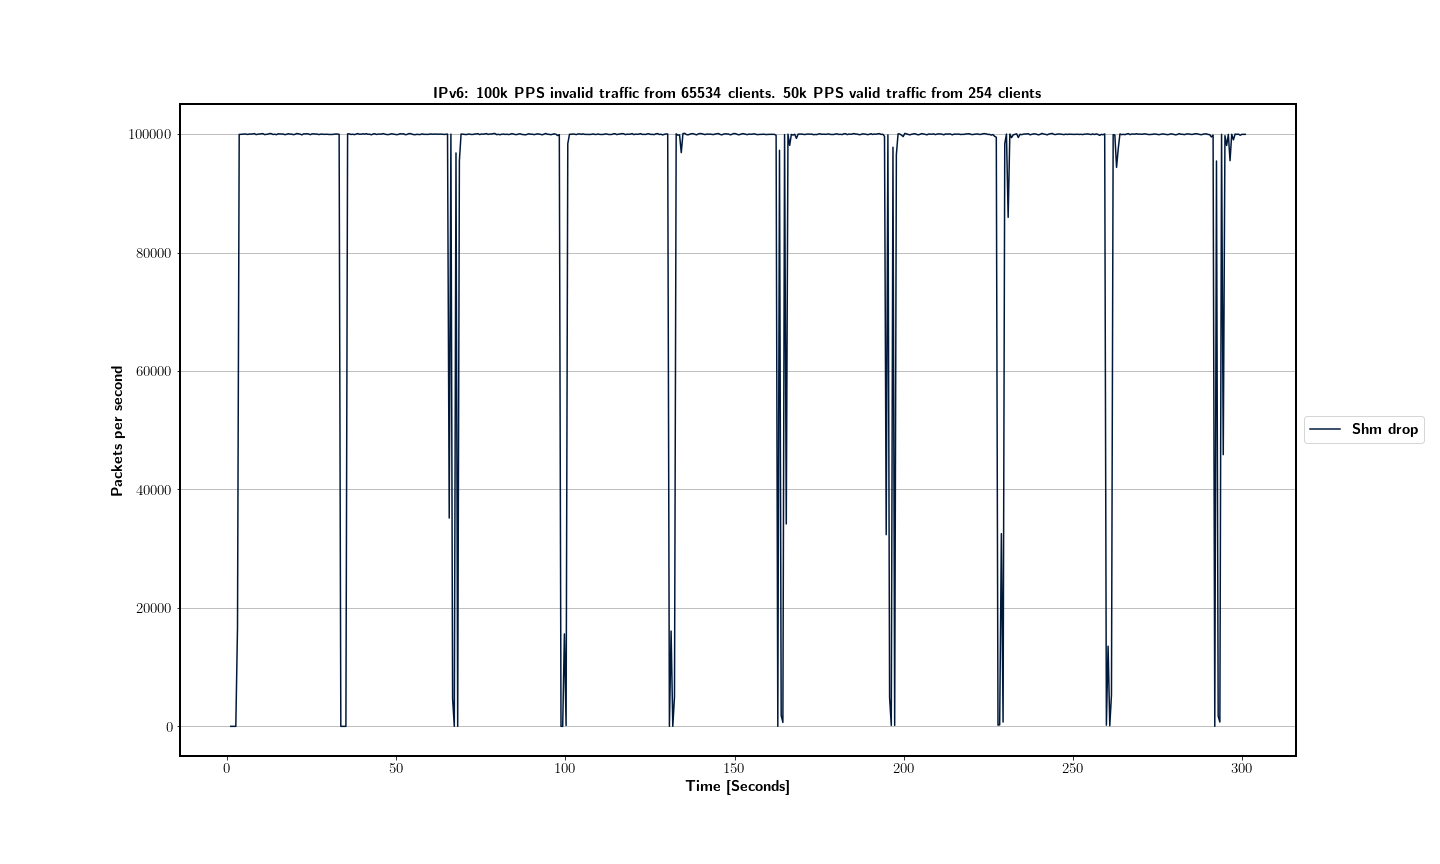 IPv6: 100k PPS invalid traffic from 65534 clients. 50k PPS valid traffic from 254 clients
100000
80000
60000
40000
20000
0
Packets per second
Shm drop
0 50 100 150 200 250 300
Time [Seconds]